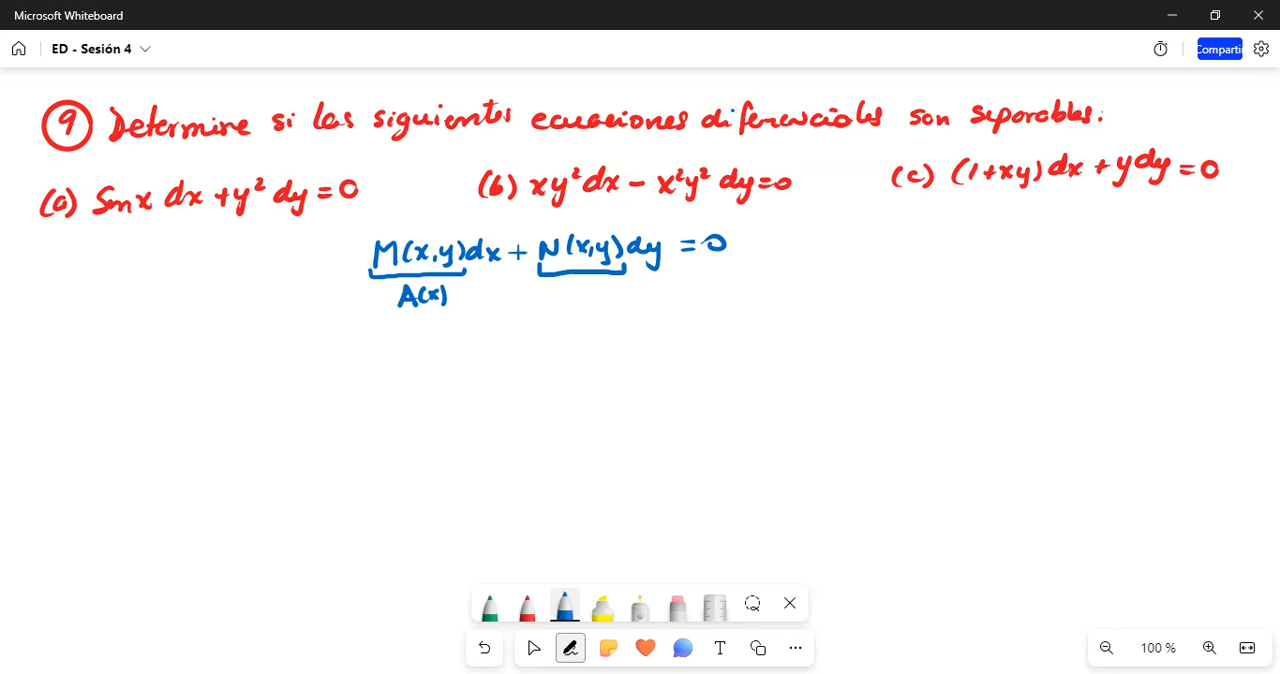 Microsoft Whiteboard
ED - Sesión 4
Compartir
9 Determine si las siguientes ecuaciones diferenciales son separables:
(a) Sen x dx + y² dy = 0 (b) xy² dx - x²y² dy = 0 (c) (1+xy) dx + y dy = 0
M(x,y)dx + N(x,y)dy = 0
A(x)
100 %